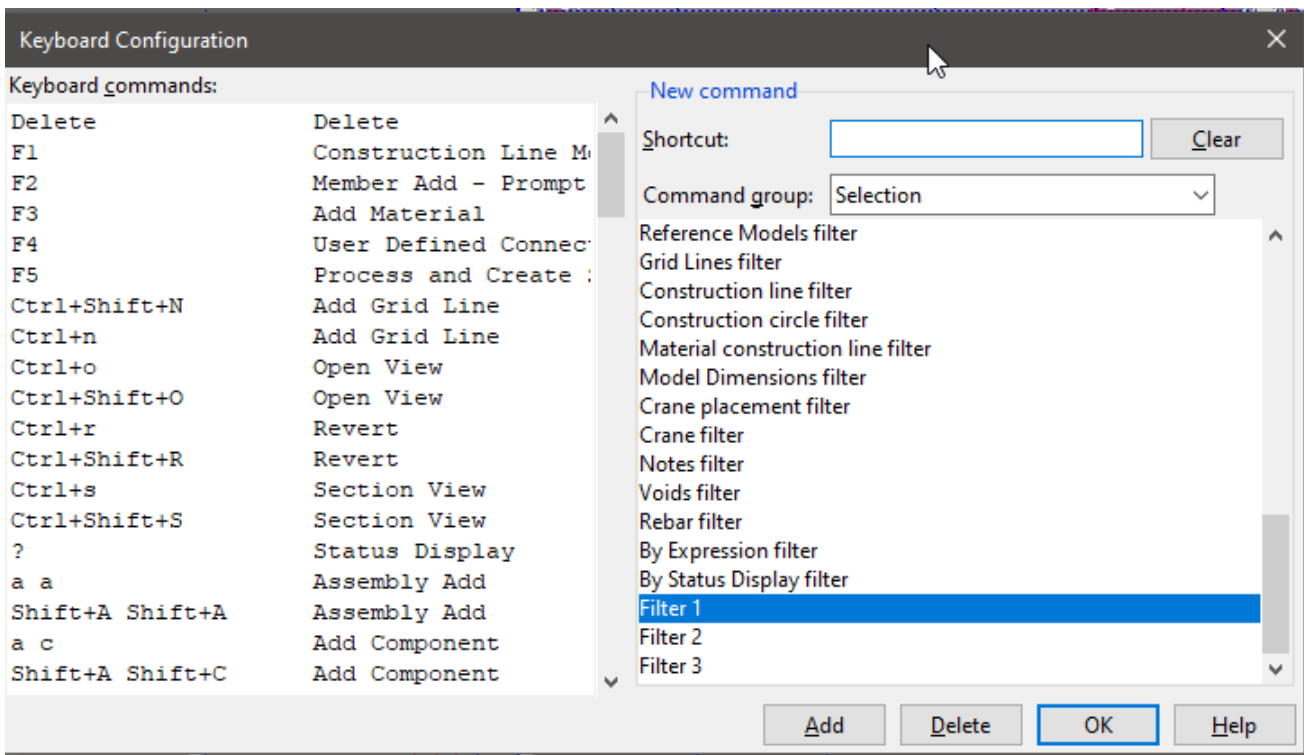 Keyboard Configuration
Keyboard commands:
Delete Delete
F1 Construction Line
F2 Member Add - Prompt
F3 Add Material
F4 User Defined
F5 Process and Create
Ctrl+Shift+N Add Grid Line
Ctrl+n Add Grid Line
Ctrl+o Open View
Ctrl+Shift+O Open View
Ctrl+r Revert
Ctrl+Shift+R Revert
Ctrl+s Section View
Ctrl+Shift+S Section View
? Status Display
a a Assembly Add
Shift+A Shift+A Assembly Add
a c Add Component
Shift+A Shift+C Add Component
New command
Shortcut: Clear
Command group: Selection
Reference Models filter
Grid Lines filter
Construction line filter
Construction circle filter
Material construction line filter
Model Dimensions filter
Crane placement filter
Crane filter
Notes filter
Voids filter
Rebar filter
By Expression filter
By Status Display filter
Filter 1
Filter 2
Filter 3
Add Delete OK Help